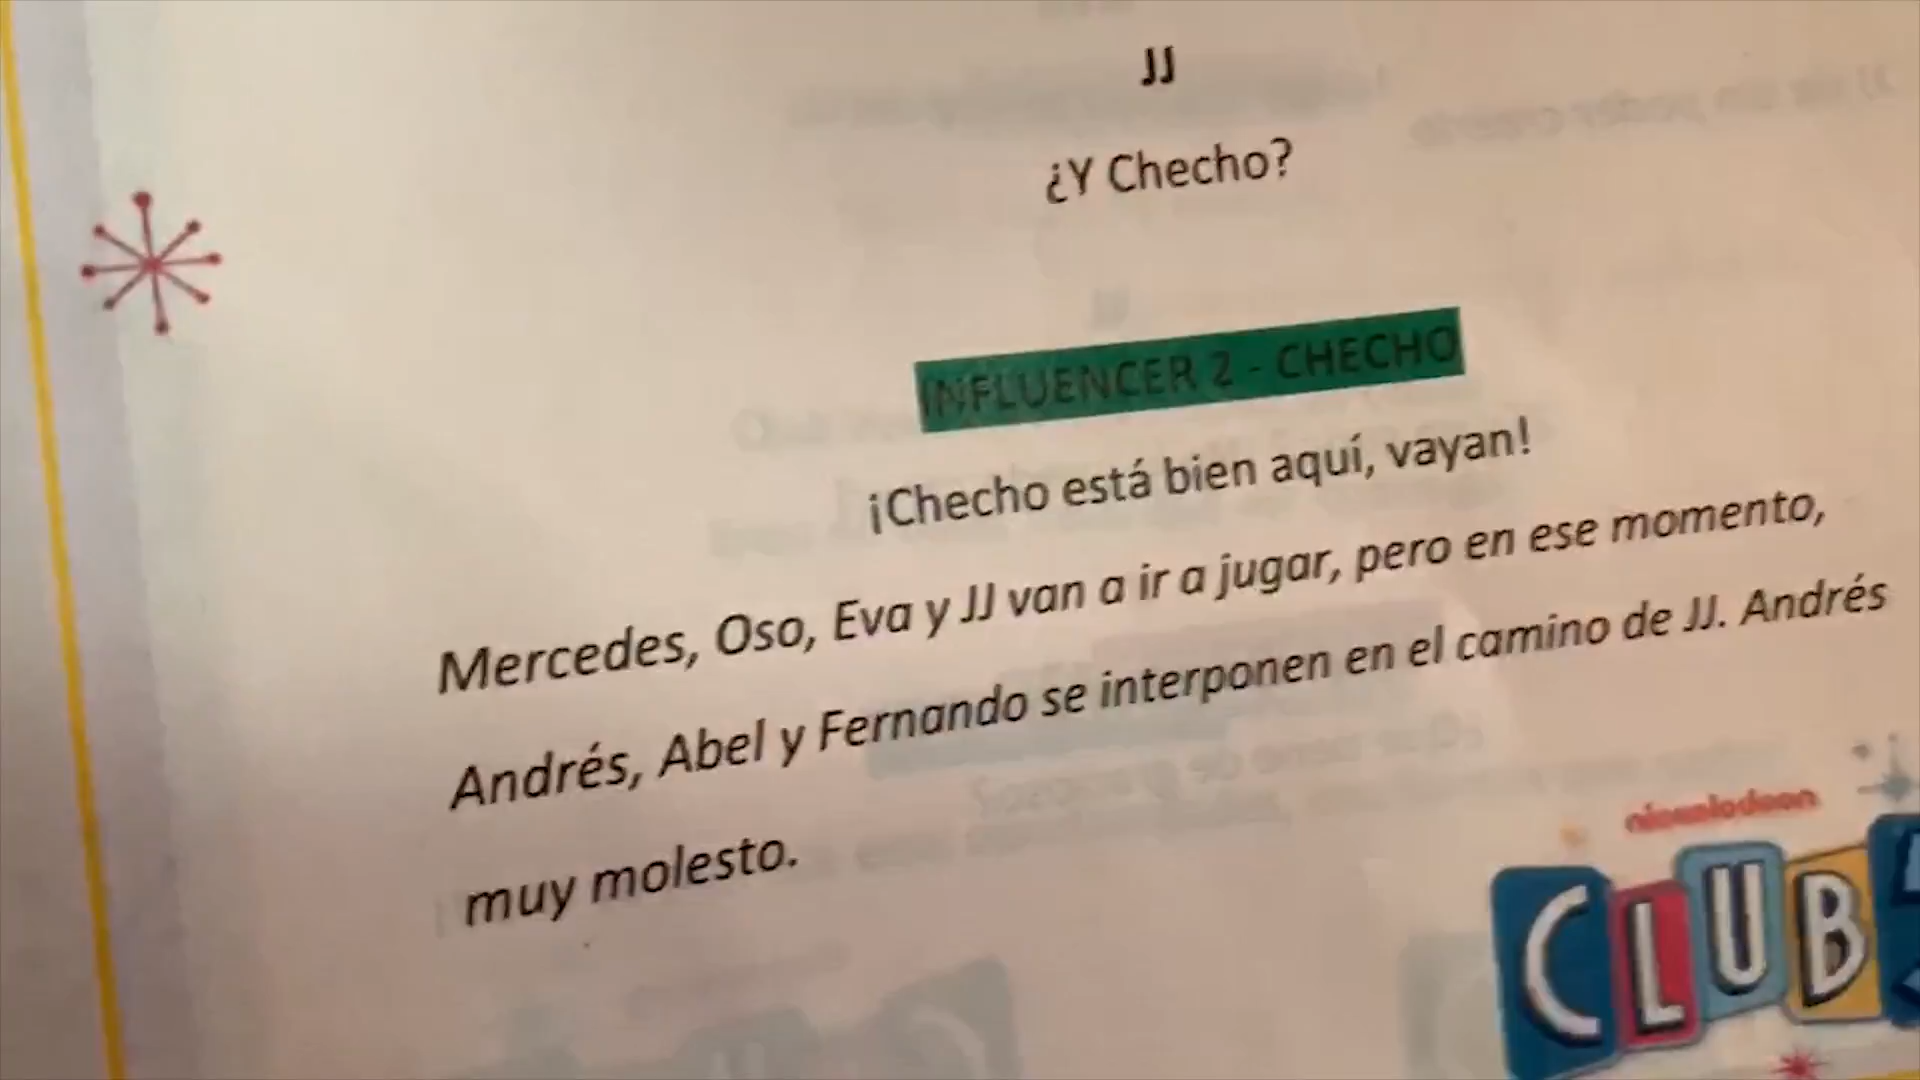 JJ
¿Y Checho?
INFLUENCER 2 - CHECHO
¡Checho está bien aquí, vayan!
Mercedes, Oso, Eva y JJ van a ir a jugar, pero en ese momento,
Andrés, Abel y Fernando se interponen en el camino de JJ. Andrés
muy molesto.
nickelodeon
CLUB